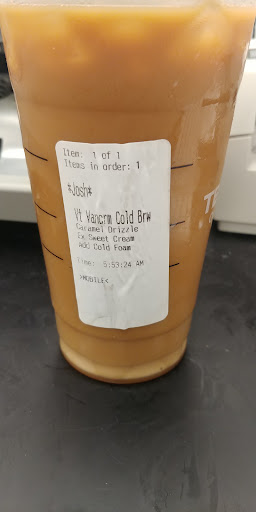 Item: 1 of 1
Items in order: 1
*Josh*
Vt Vancrm Cold Brw
Caramel Drizzle
Ex Sweet Cream
Add Cold Foam
Time: 5:53:24 AM
>MOBILE<